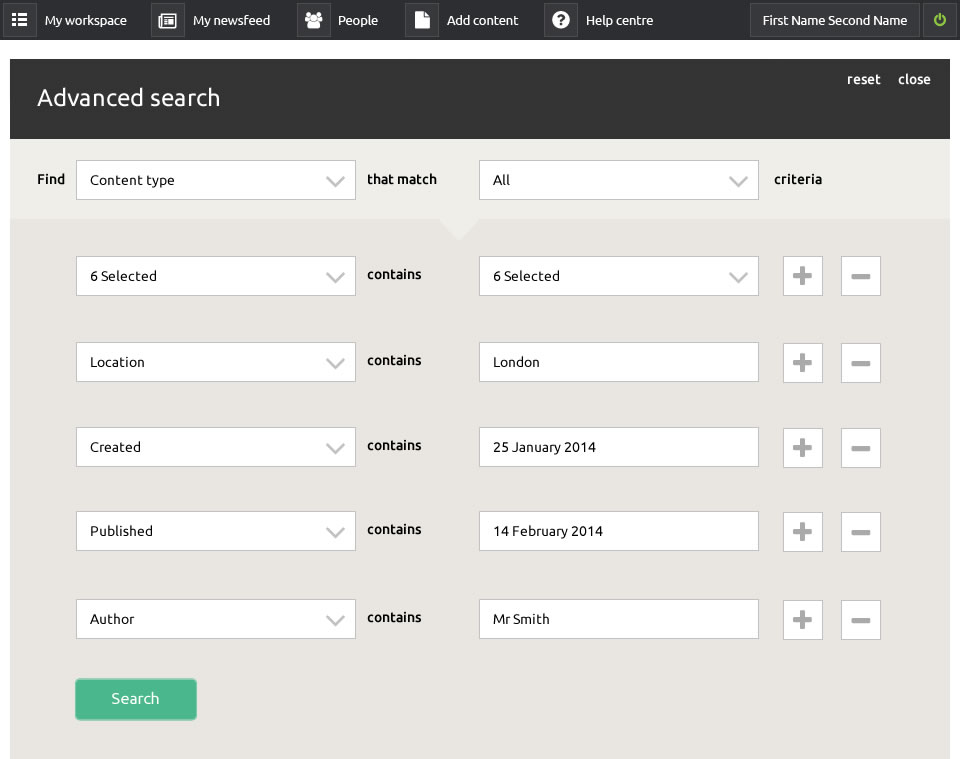 My workspace My newsfeed People Add content Help centre First Name Second Name
reset close
Advanced search
Find Content type that match All criteria
6 Selected contains 6 Selected
Location contains London
Created contains 25 January 2014
Published contains 14 February 2014
Author contains Mr Smith
Search